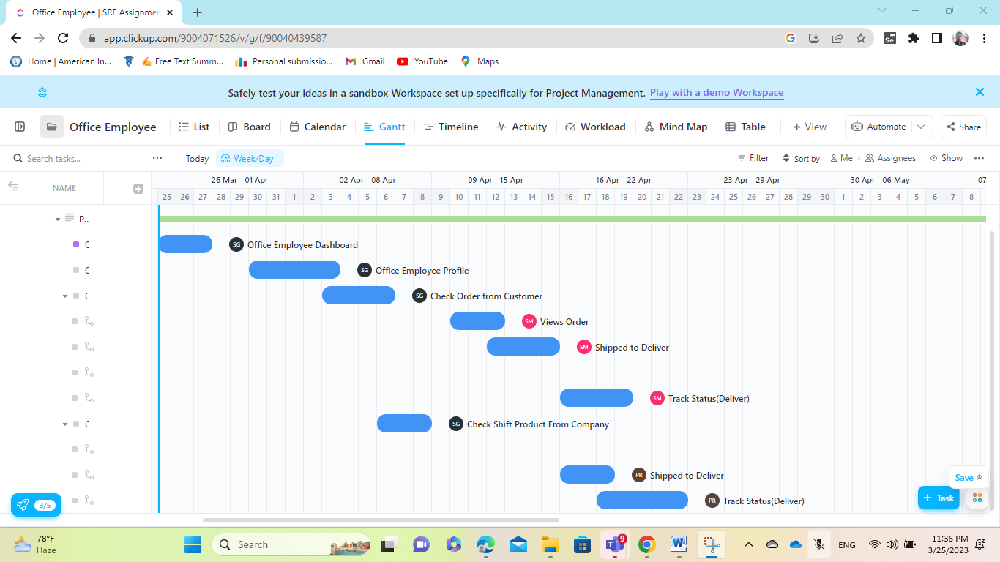 Office Employee | SRE Assignmen
app.clickup.com/9004071526/v/g/f/90040439587
Home | American In... Free Text Summ... Personal submissio... Gmail YouTube Maps
Safely test your ideas in a sandbox Workspace set up specifically for Project Management. Play with a demo Workspace
Office Employee List Board Calendar Gantt Timeline Activity Workload Mind Map Table + View Automate Share
Search tasks... Today Week/Day Filter Sort by Me Assignees Show
NAME 26 Mar - 01 Apr 02 Apr - 08 Apr 09 Apr - 15 Apr 16 Apr - 22 Apr 23 Apr - 29 Apr 30 Apr - 06 May 07
25 26 27 28 29 30 31 1 2 3 4 5 6 7 8 9 10 11 12 13 14 15 16 17 18 19 20 21 22 23 24 25 26 27 28 29 30 1 2 3 4 5 6 7 8
P..
SG Office Employee Dashboard
SG Office Employee Profile
SG Check Order from Customer
SM Views Order
SM Shipped to Deliver
SM Track Status(Deliver)
SG Check Shift Product From Company
PR Shipped to Deliver
Save
PR Track Status(Deliver)
+ Task
3/5
78°F
Haze
Search
9
ENG
11:36 PM
3/25/2023